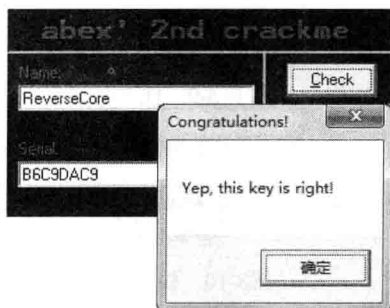 abex' 2nd crackme
Name:
ReverseCore
Check
Congratulations!
Serial
B6C9DAC9
Yep, this key is right!
确定